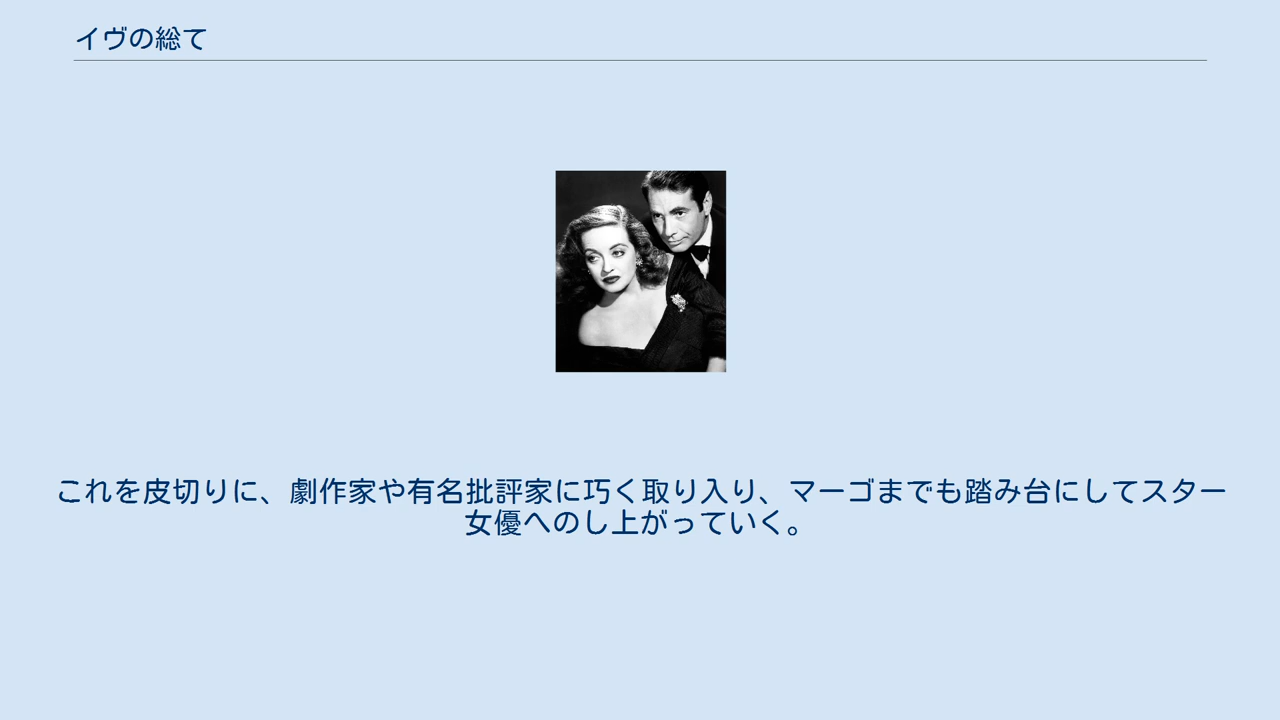 イヴの総て
これを皮切りに、劇作家や有名批評家に巧く取り入り、マーゴまでも踏み台にしてスター
女優へのし上がっていく。